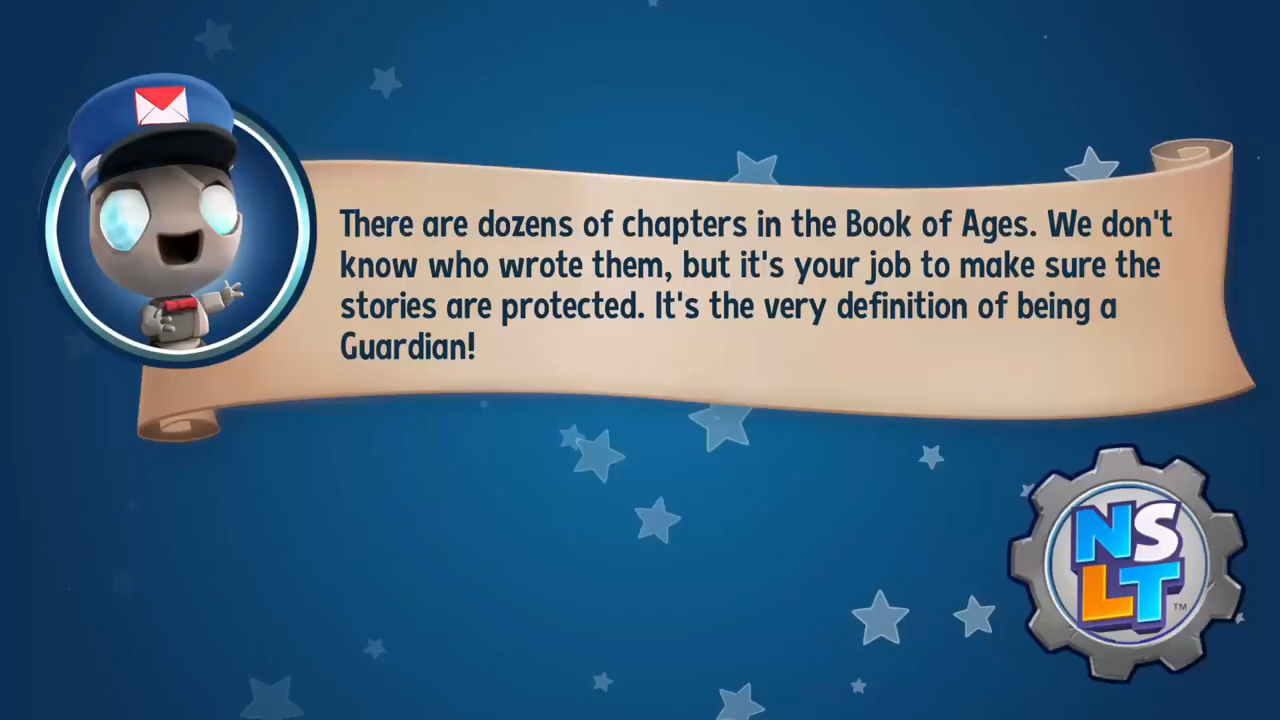 There are dozens of chapters in the Book of Ages. We don't
know who wrote them, but it's your job to make sure the
stories are protected. It's the very definition of being a
Guardian!
NS
LT™